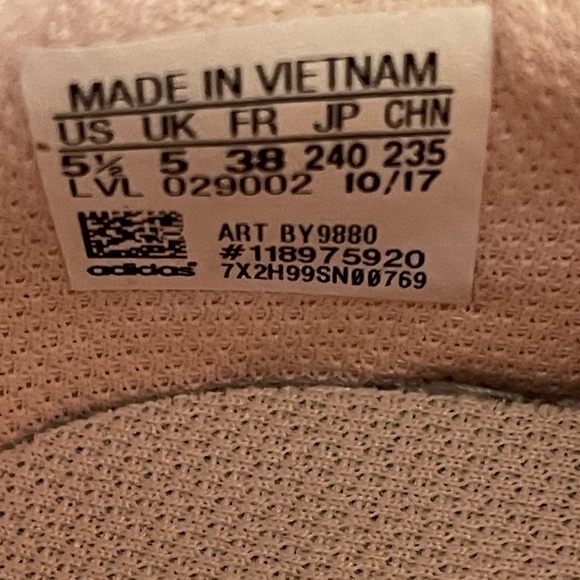 MADE IN VIETNAM
US UK FR JP CHN
5½ 5 38 240 235
LVL 029002 10/17
ART BY9880
#118975920
adidas 7X2H99SN00769